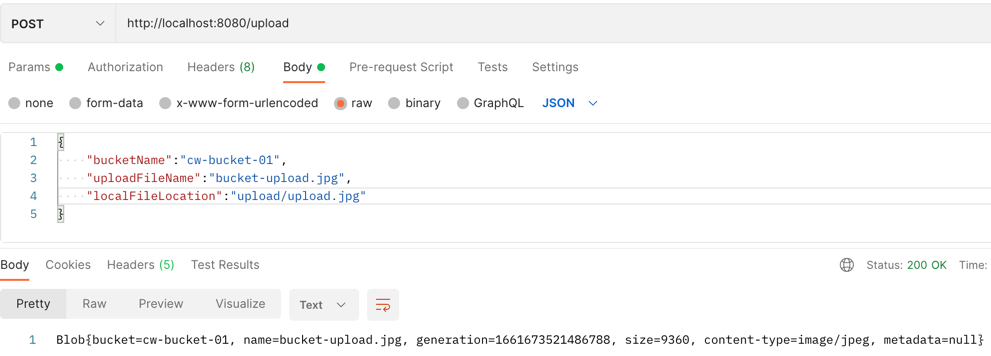 POST http://localhost:8080/upload
Params Authorization Headers (8) Body Pre-request Script Tests Settings
none form-data x-www-form-urlencoded raw binary GraphQL JSON
1 {
2 "bucketName":"cw-bucket-01",
3 "uploadFileName":"bucket-upload.jpg",
4 "localFileLocation":"upload/upload.jpg"
5 }
Body Cookies Headers (5) Test Results Status: 200 OK Time:
Pretty Raw Preview Visualize Text
1 Blob{bucket=cw-bucket-01, name=bucket-upload.jpg, generation=1661673521486788, size=9360, content-type=image/jpeg, metadata=null}